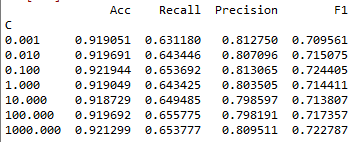 Acc Recall Precision F1
C
0.001 0.919051 0.631180 0.812750 0.709561
0.010 0.919691 0.643446 0.807096 0.715075
0.100 0.921944 0.653692 0.813065 0.724405
1.000 0.919049 0.643425 0.803505 0.714411
10.000 0.918729 0.649485 0.798597 0.713807
100.000 0.919692 0.655775 0.798191 0.717357
1000.000 0.921299 0.653777 0.809511 0.722787